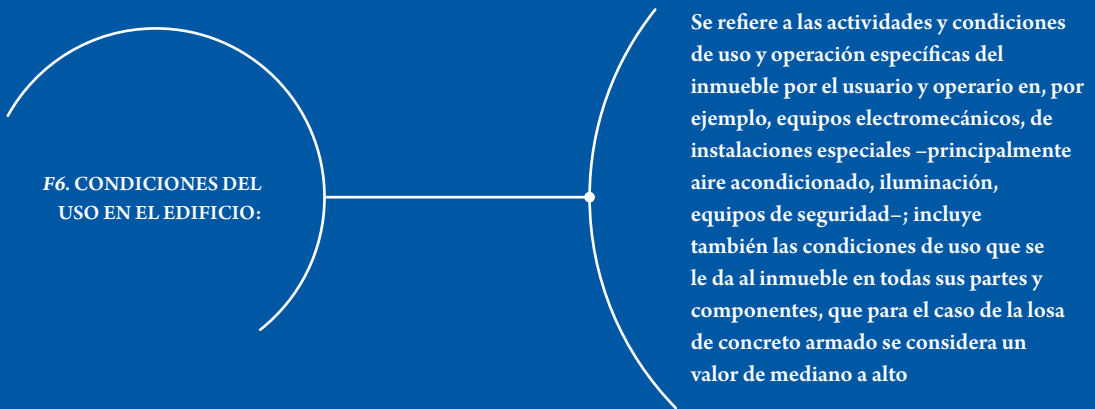 F6. CONDICIONES DEL
USO EN EL EDIFICIO:
Se refiere a las actividades y condiciones
de uso y operación específicas del
inmueble por el usuario y operario en, por
ejemplo, equipos electromecánicos, de
instalaciones especiales –principalmente
aire acondicionado, iluminación,
equipos de seguridad–; incluye
también las condiciones de uso que se
le da al inmueble en todas sus partes y
componentes, que para el caso de la losa
de concreto armado se considera un
valor de mediano a alto